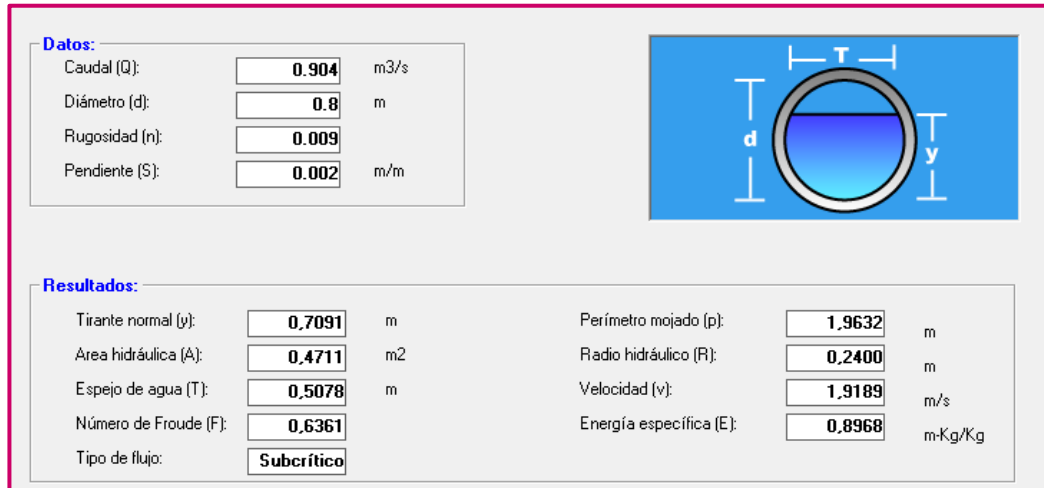 Datos:
Caudal (Q): 0.904 m3/s
Diámetro (d): 0.8 m
Rugosidad (n): 0.009
Pendiente (S): 0.002 m/m
T
d
y
Resultados:
Tirante normal (y): 0,7091 m Perímetro mojado (p): 1,9632 m
Area hidráulica (A): 0,4711 m2 Radio hidráulico (R): 0,2400 m
Espejo de agua (T): 0,5078 m Velocidad (v): 1,9189 m/s
Número de Froude (F): 0,6361 Energía específica (E): 0,8968 m-Kg/Kg
Tipo de flujo: Subcrítico